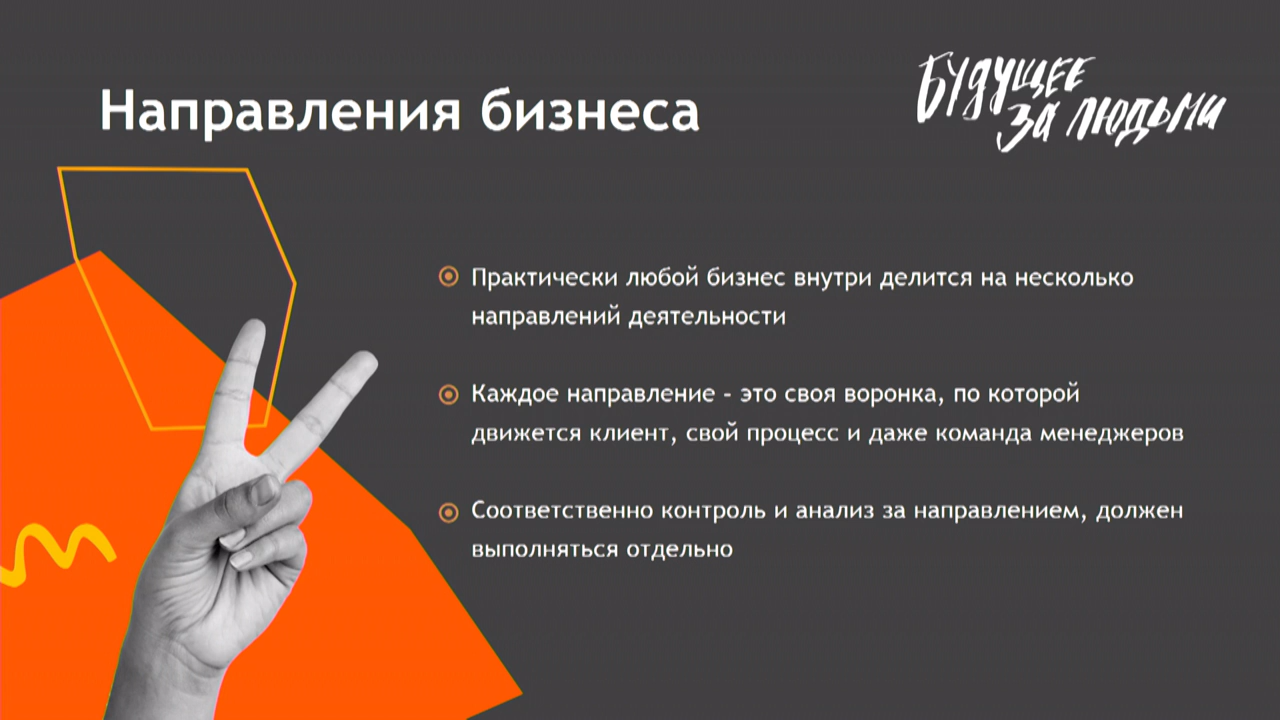 Направления бизнеса
Будущее
за людьми
Практически любой бизнес внутри делится на несколько
направлений деятельности
Каждое направление - это своя воронка, по которой
движется клиент, свой процесс и даже команда менеджеров
Соответственно контроль и анализ за направлением, должен
выполняться отдельно